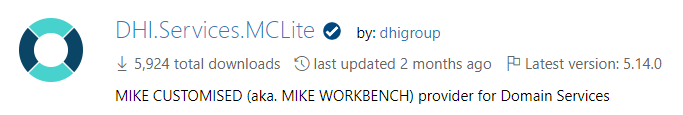 DHI.Services.MCLite by: dhigroup
5,924 total downloads last updated 2 months ago Latest version: 5.14.0
MIKE CUSTOMISED (aka. MIKE WORKBENCH) provider for Domain Services